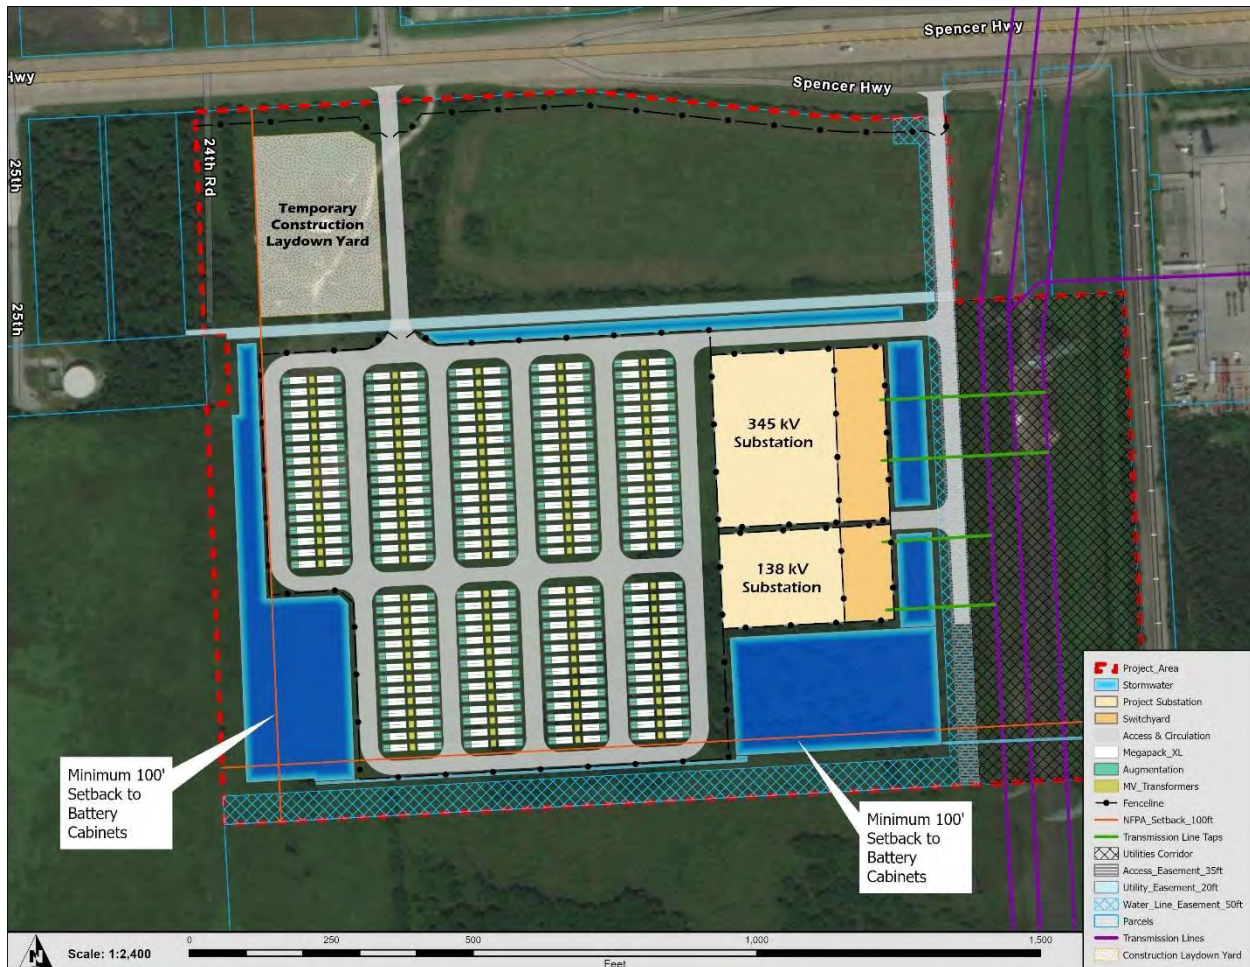 Spencer Hwy
Hwy
Spencer Hwy
25th
24th Rd
Temporary
Construction
Laydown Yard
25th
345 kV
Substation
138 kV
Substation
Minimum 100'
Setback to
Battery
Cabinets
Minimum 100'
Setback to
Battery
Cabinets
Project_Area
Stormwater
Project Substation
Switchyard
Access & Circulation
Megapack_XL
Augmentation
MV_Transformers
Fenceline
NFPA_Setback_100ft
Transmission Line Taps
Utilities Corridor
Access_Easement_35ft
Utility_Easement_20ft
Water_Line_Easement_50ft
Parcels
Transmission Lines
Construction Laydown Yard
N
Scale: 1:2,400
0 250 500 1,000 1,500
Feet